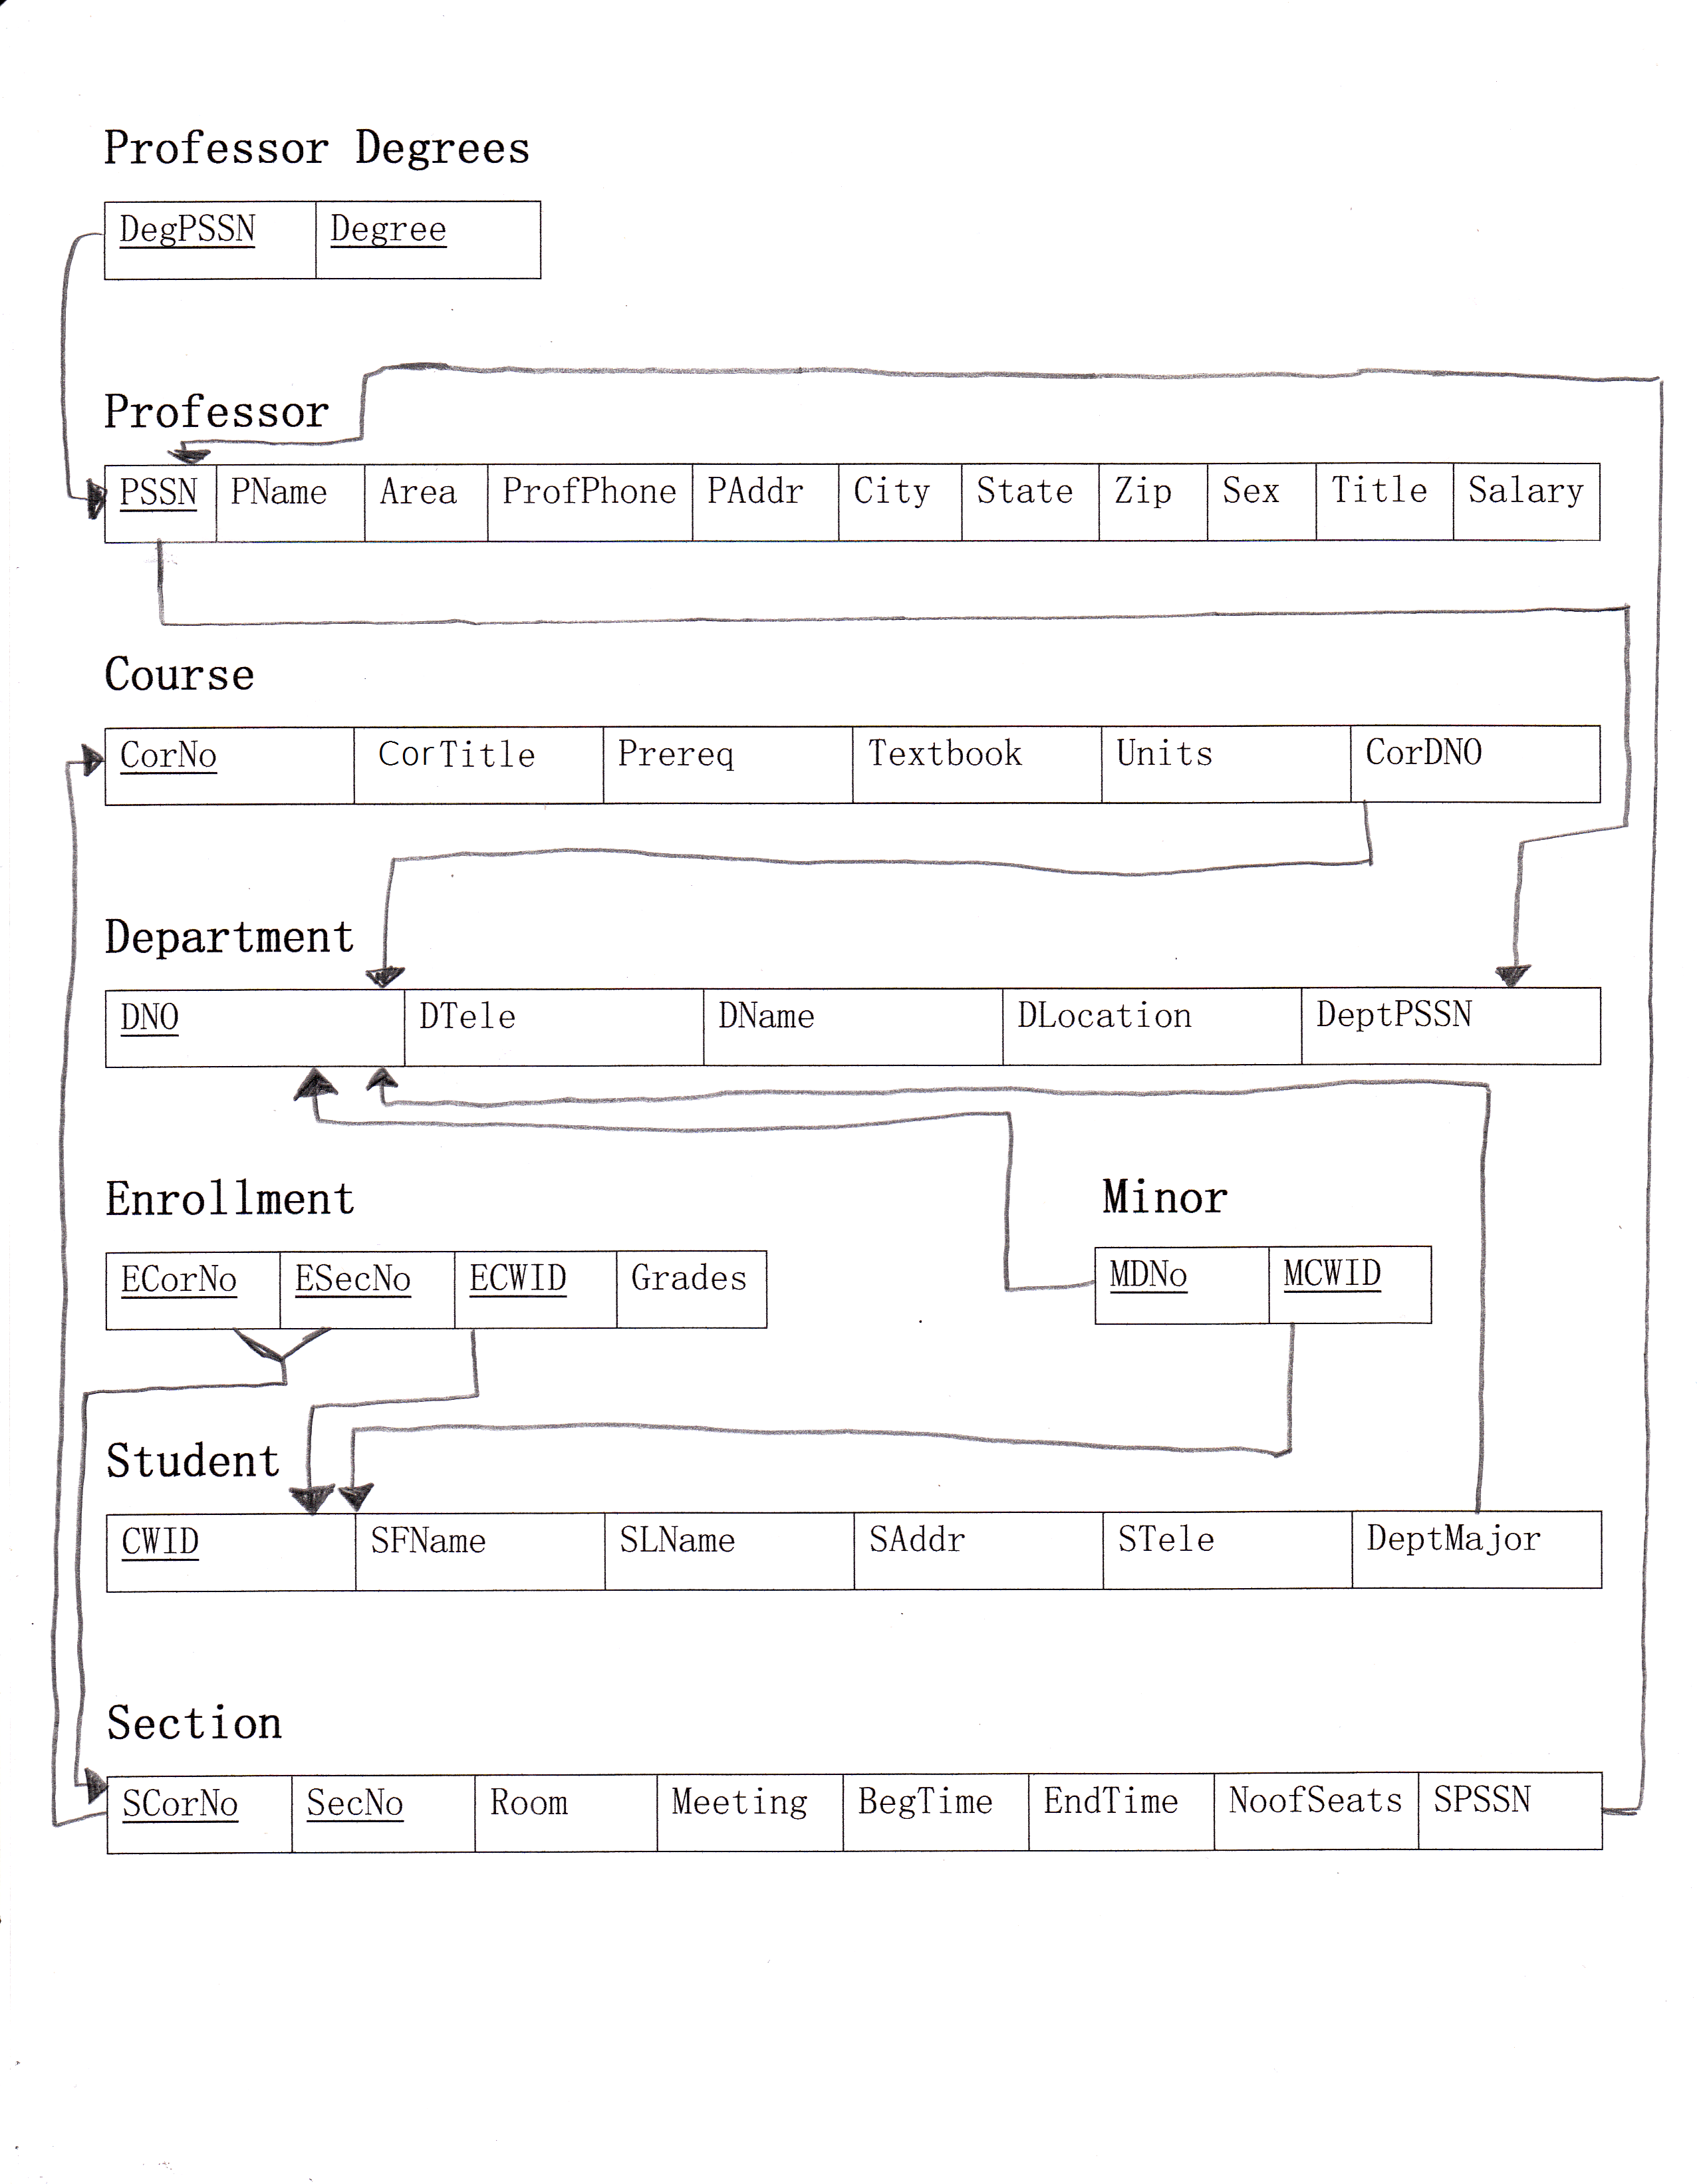 Professor Degrees
DegPSSN Degree
Professor
PSSN PName Area ProfPhone PAddr City State Zip Sex Title Salary
Course
CorNo CorTitle Prereq Textbook Units CorDNO
Department
DNO DTele DName DLocation DeptPSSN
Enrollment Minor
ECorNo ESecNo ECWID Grades MDNo MCWID
Student
CWID SFName SLName SAddr STele DeptMajor
Section
SCorNo SecNo Room Meeting BegTime EndTime NoofSeats SPSSN